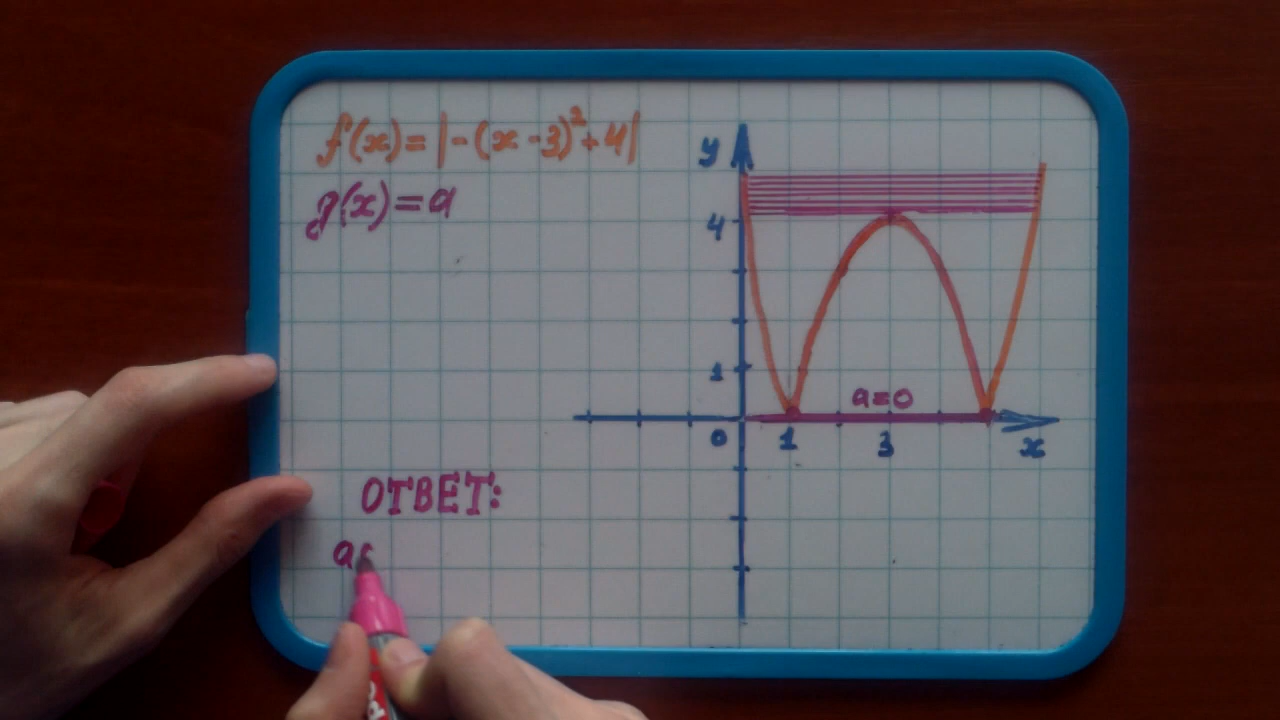 f(x)=|-(x-3)²+4|
g(x)=a
y
4
1
a=0
0 1 3 x
ОТВЕТ:
a